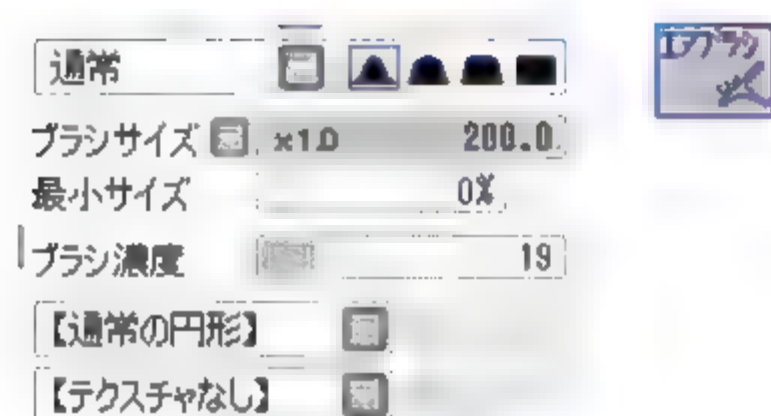 通常
エアブラシ
ブラシサイズ x1.0 200.0
最小サイズ 0%
ブラシ濃度 19
【通常の円形】
【テクスチャなし】